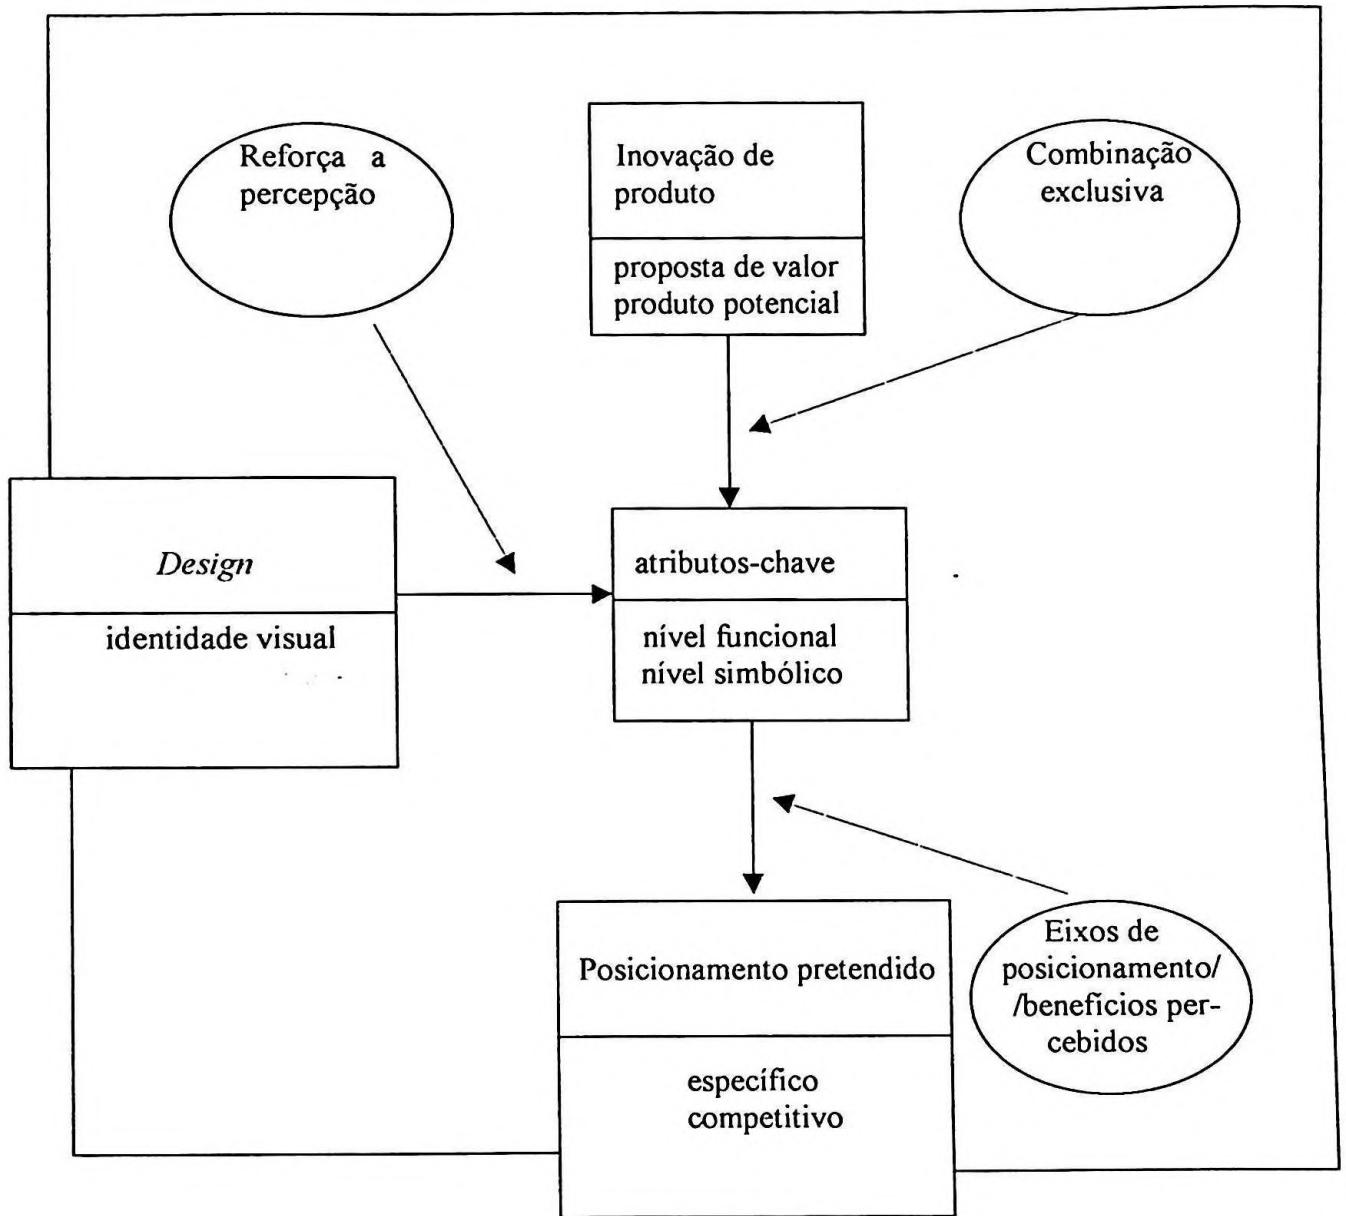 Reforça a
percepção
Inovação de
produto
proposta de valor
produto potencial
Combinação
exclusiva
Design
identidade visual
atributos-chave
nível funcional
nível simbólico
Posicionamento pretendido
específico
competitivo
Eixos de
posicionamento/
/benefícios per-
cebidos